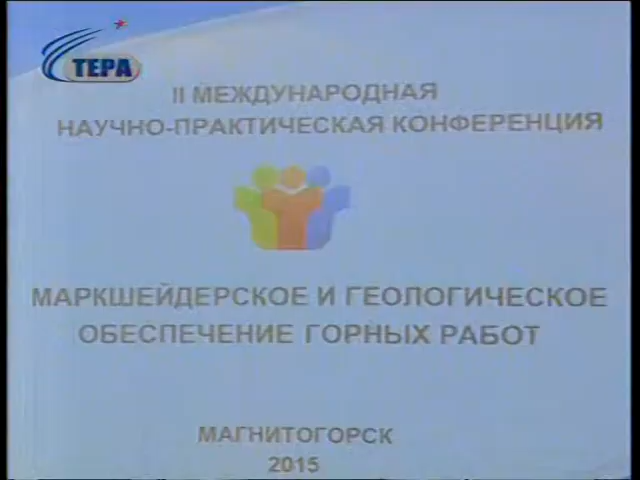 ТЕРА
II МЕЖДУНАРОДНАЯ
НАУЧНО-ПРАКТИЧЕСКАЯ КОНФЕРЕНЦИЯ
МАРКШЕЙДЕРСКОЕ И ГЕОЛОГИЧЕСКОЕ
ОБЕСПЕЧЕНИЕ ГОРНЫХ РАБОТ
МАГНИТОГОРСК
2015